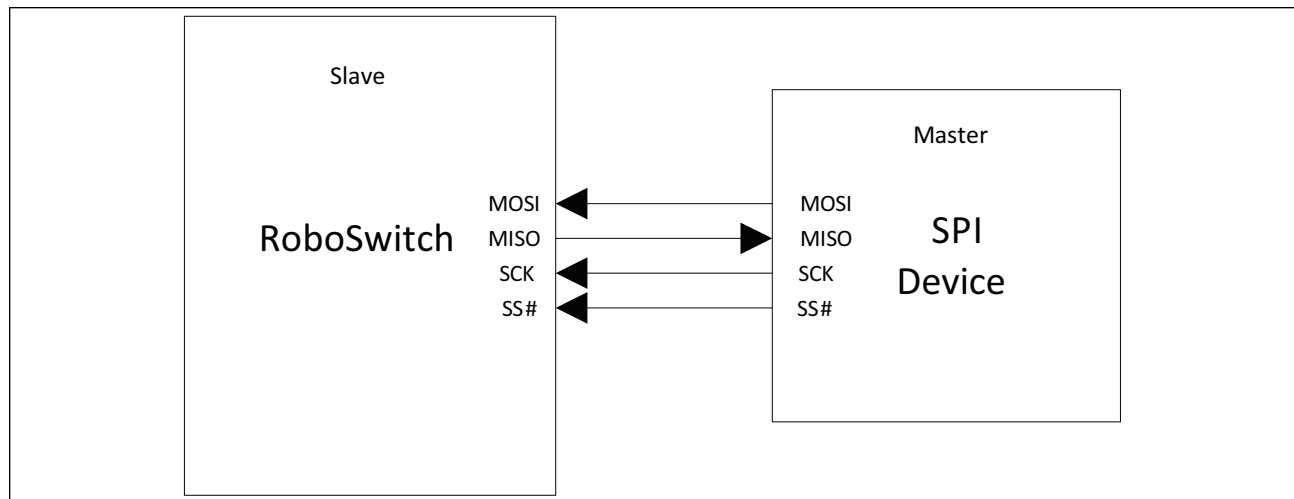 Slave
RoboSwitch
MOSI
MISO
SCK
SS#
Master
MOSI
MISO
SCK
SS#
SPI
Device